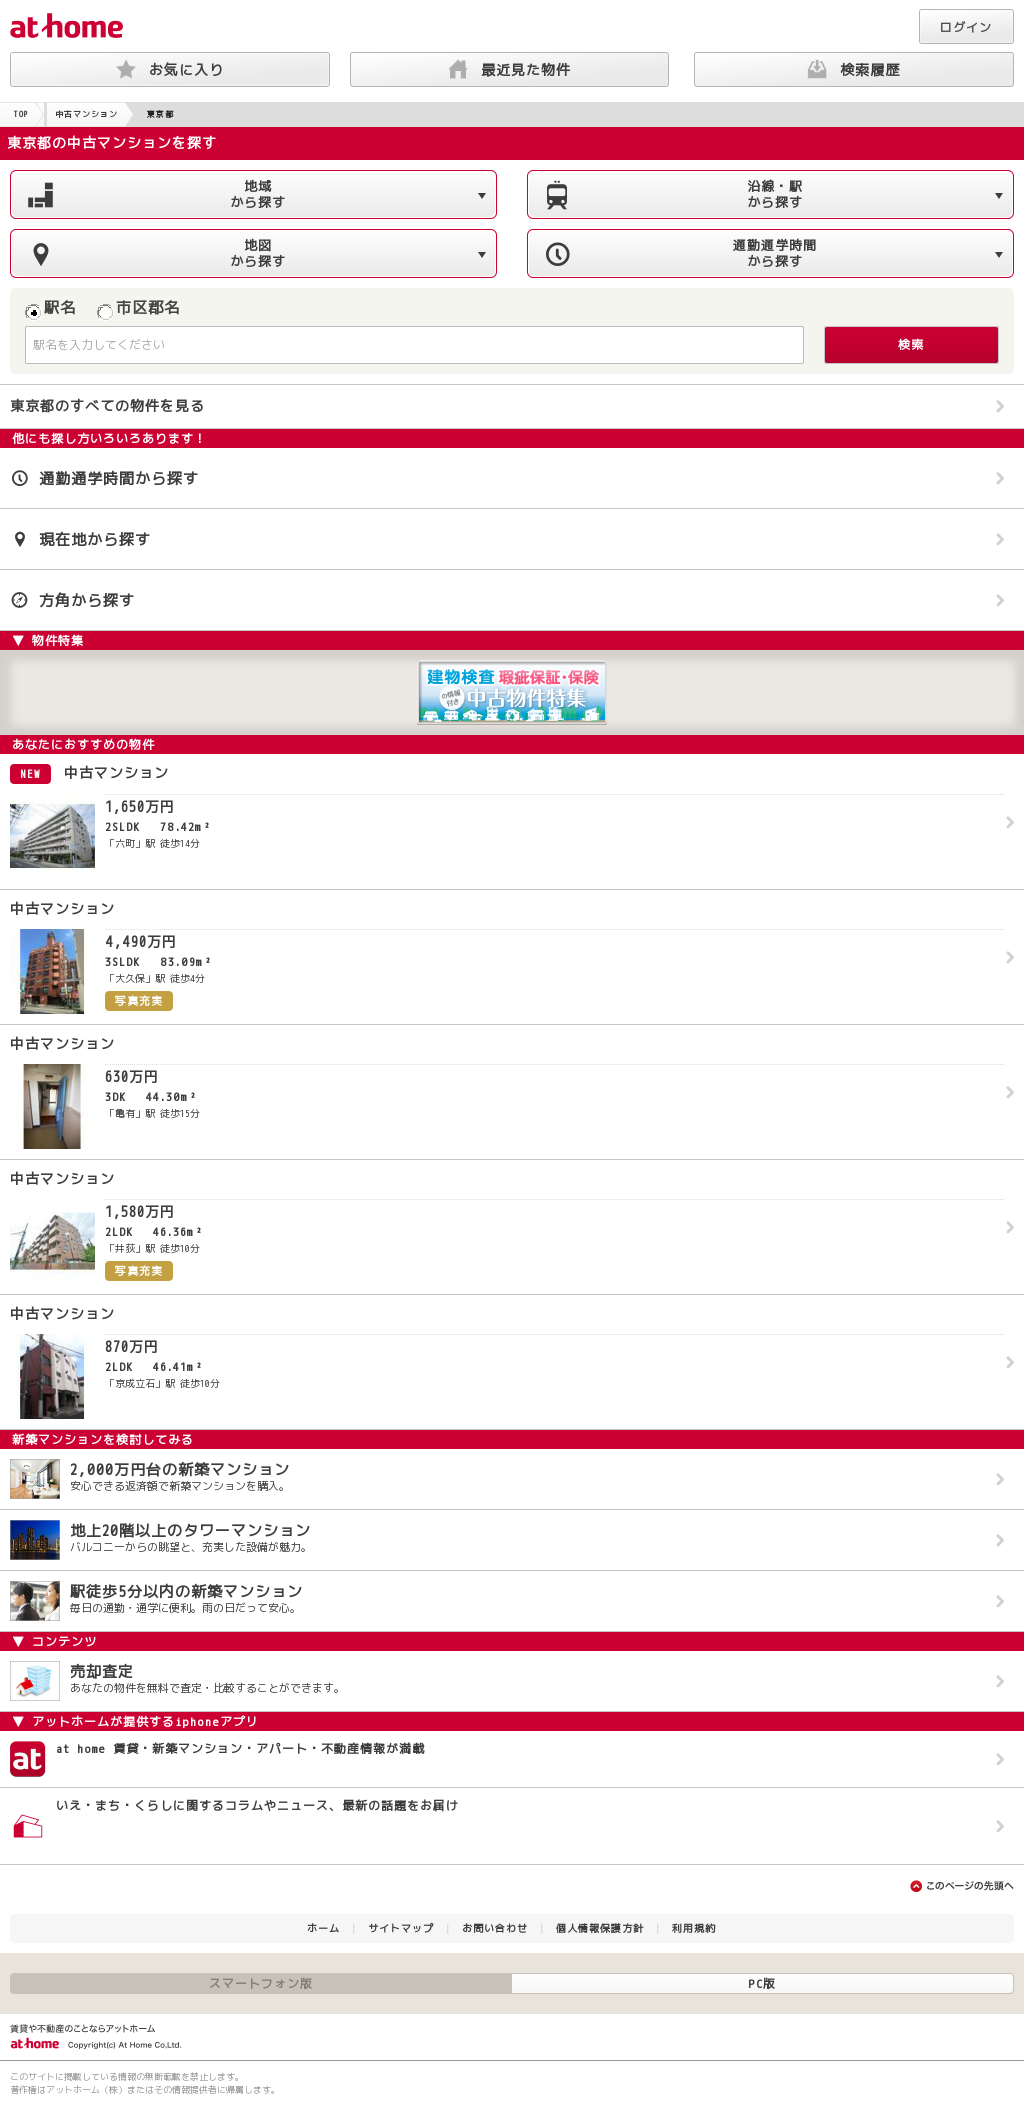 at home
ログイン
お気に入り
最近見た物件
検索履歴
TOP
中古マンション
東京都
東京都の中古マンションを探す
地域
から探す
沿線・駅
から探す
地図
から探す
通勤通学時間
から探す
駅名
市区郡名
駅名を入力してください
検索
東京都のすべての物件を見る
他にも探し方いろいろあります！
通勤通学時間から探す
現在地から探す
方角から探す
▼ 物件特集
建物検査 瑕疵保証・保険
の情報付き 中古物件特集
あなたにおすすめの物件
NEW 中古マンション
1,650万円
2SLDK 78.42m²
「六町」駅 徒歩14分
中古マンション
4,490万円
3SLDK 83.09m²
「大久保」駅 徒歩4分
写真充実
中古マンション
630万円
3DK 44.30m²
「亀有」駅 徒歩15分
中古マンション
1,580万円
2LDK 46.36m²
「井荻」駅 徒歩10分
写真充実
中古マンション
870万円
2LDK 46.41m²
「京成立石」駅 徒歩10分
新築マンションを検討してみる
2,000万円台の新築マンション
安心できる返済額で新築マンションを購入。
地上20階以上のタワーマンション
バルコニーからの眺望と、充実した設備が魅力。
駅徒歩5分以内の新築マンション
毎日の通勤・通学に便利。雨の日だって安心。
▼ コンテンツ
売却査定
あなたの物件を無料で査定・比較することができます。
▼ アットホームが提供するiphoneアプリ
at
at home 賃貸・新築マンション・アパート・不動産情報が満載
いえ・まち・くらしに関するコラムやニュース、最新の話題をお届け
このページの先頭へ
ホーム | サイトマップ | お問い合わせ | 個人情報保護方針 | 利用規約
スマートフォン版
PC版
賃貸や不動産のことならアットホーム
at home Copyright(c) At Home Co,Ltd.
このサイトに掲載している情報の無断転載を禁止します。
著作権はアットホーム（株）またはその情報提供者に帰属します。